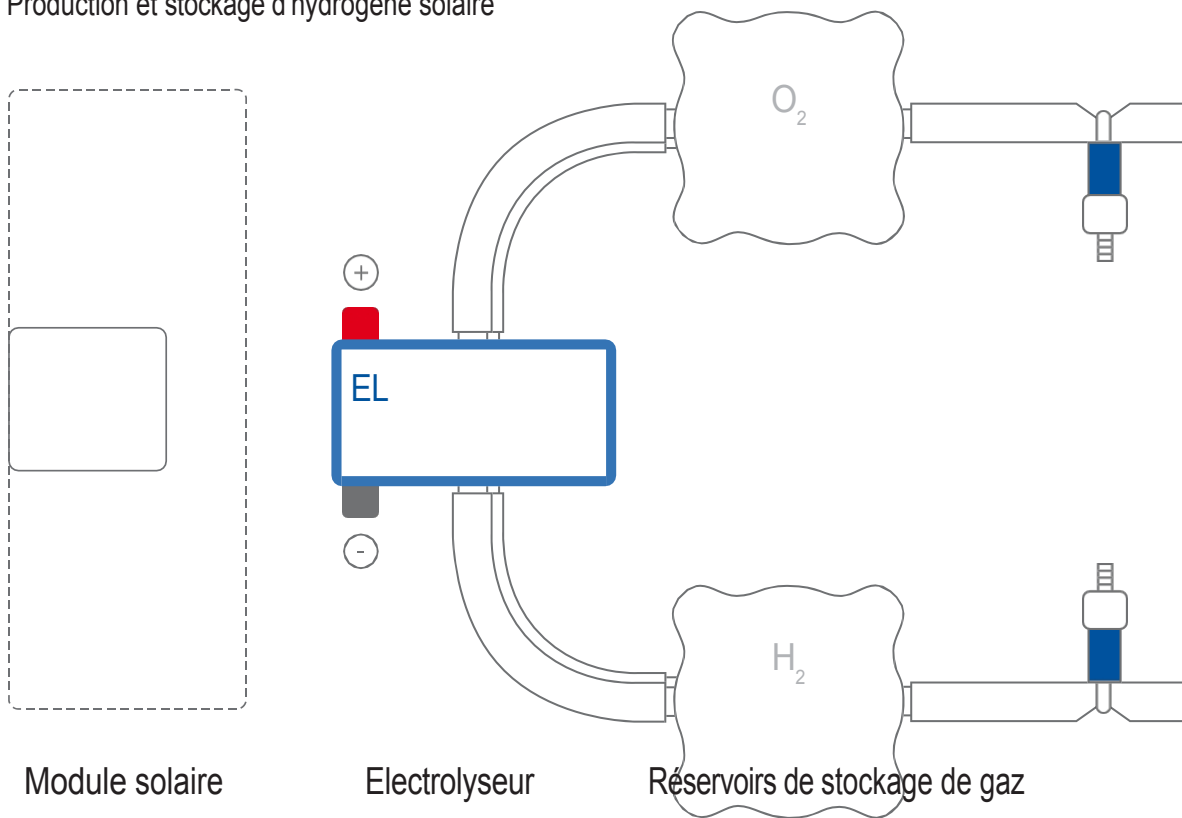 Production et stockage d'hydrogène solaire
O₂
+
EL
-
H₂
Module solaire
Electrolyseur
Réservoirs de stockage de gaz